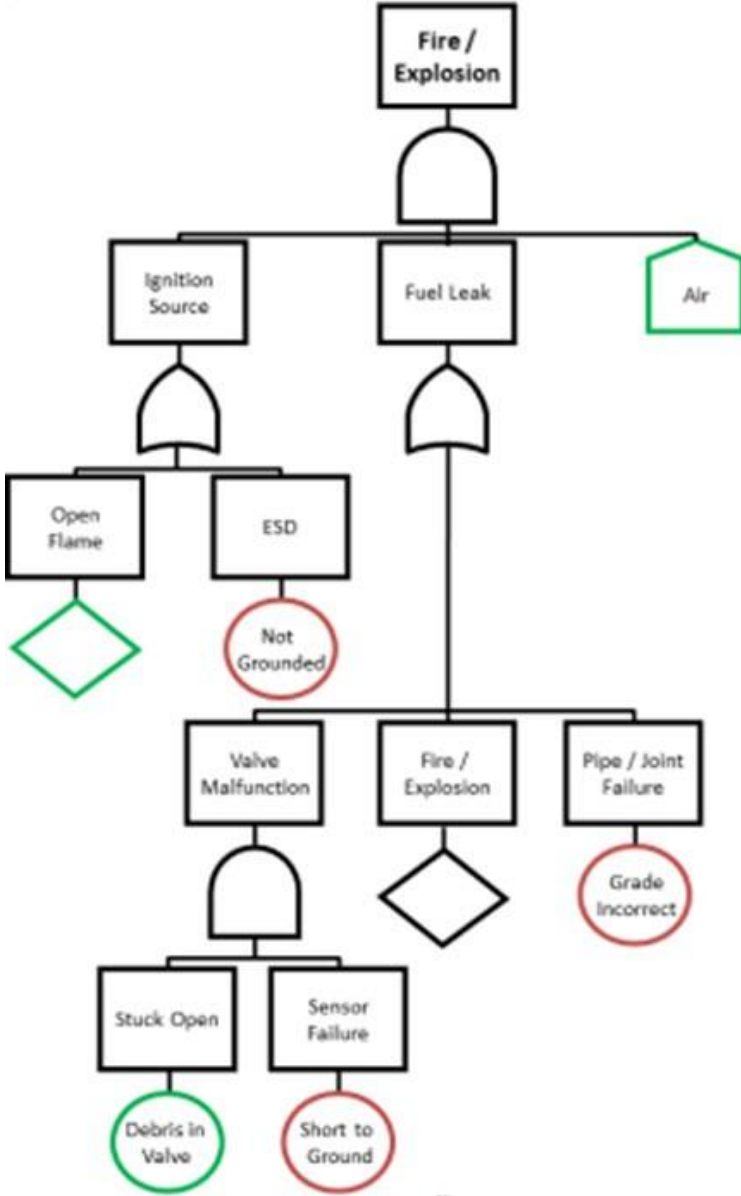 Fire /
Explosion
Ignition
Source
Fuel Leak
Air
Open
Flame
ESD
Not
Grounded
Valve
Malfunction
Fire /
Explosion
Pipe / Joint
Failure
Grade
Incorrect
Stuck Open
Sensor
Failure
Debris in
Valve
Short to
Ground